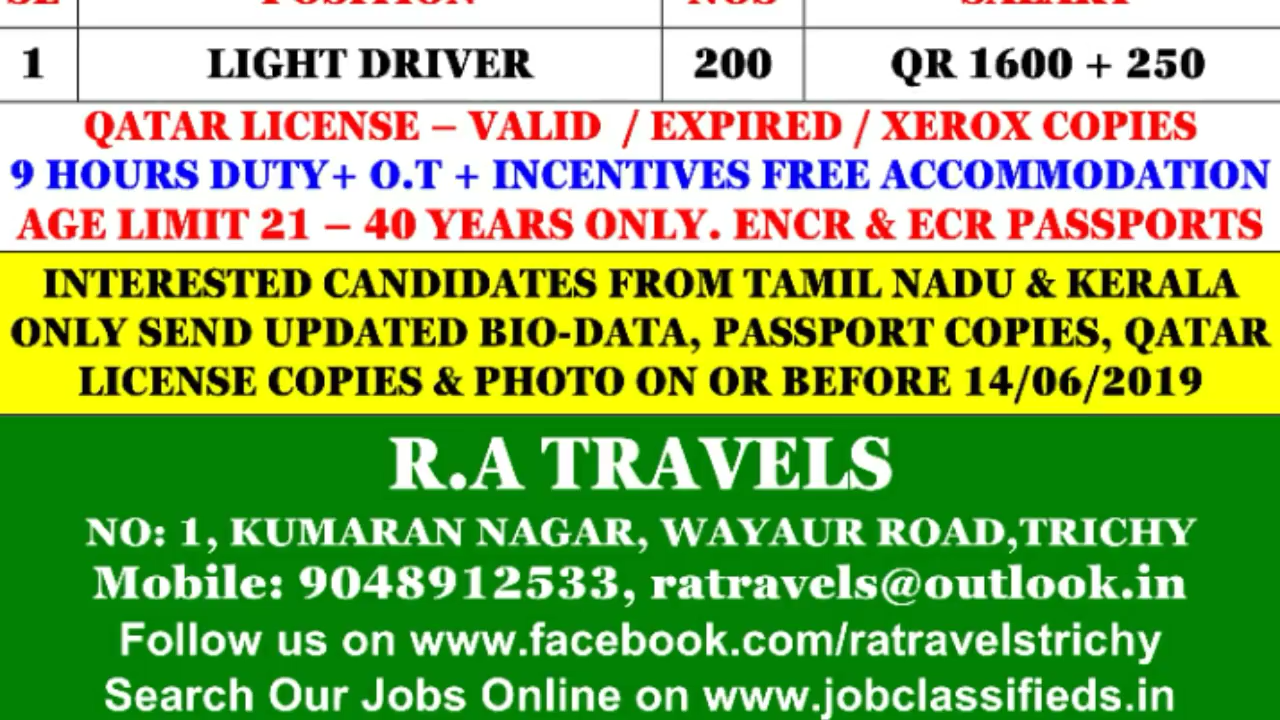 SL POSITION NOS SALARY
1 LIGHT DRIVER 200 QR 1600 + 250
QATAR LICENSE – VALID / EXPIRED / XEROX COPIES
9 HOURS DUTY+ O.T + INCENTIVES FREE ACCOMMODATION
AGE LIMIT 21 – 40 YEARS ONLY. ENCR & ECR PASSPORTS
INTERESTED CANDIDATES FROM TAMIL NADU & KERALA
ONLY SEND UPDATED BIO-DATA, PASSPORT COPIES, QATAR
LICENSE COPIES & PHOTO ON OR BEFORE 14/06/2019
R.A TRAVELS
NO: 1, KUMARAN NAGAR, WAYAUR ROAD,TRICHY
Mobile: 9048912533, ratravels@outlook.in
Follow us on www.facebook.com/ratravelstrichy
Search Our Jobs Online on www.jobclassifieds.in